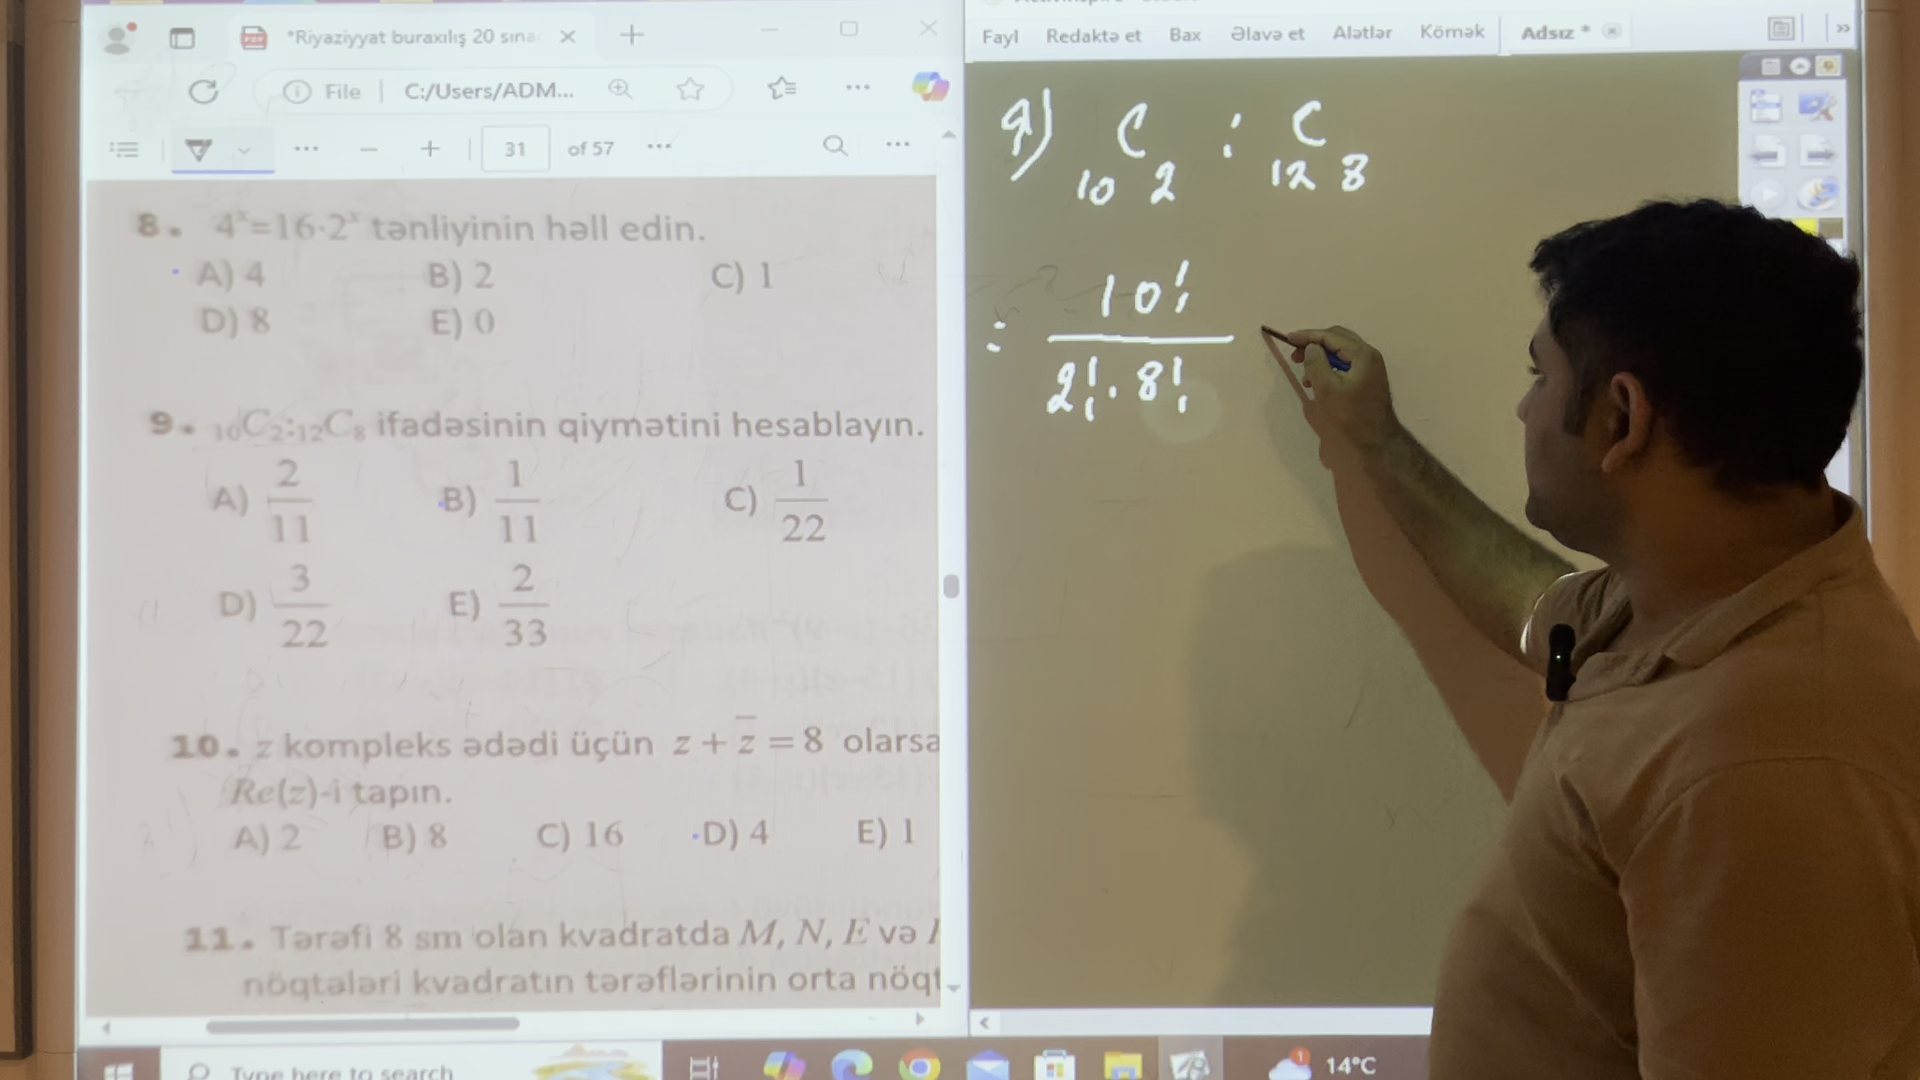 *Riyaziyyat buraxılış 20 sına
File
C:/Users/ADM...
31 of 57
8. 4ˣ=16·2ˣ tənliyinin həll edin.
A) 4 B) 2 C) 1
D) 8 E) 0
9. ₁₀C₂:₁₂C₈ ifadəsinin qiymətini hesablayın.
A) 2/11 B) 1/11 C) 1/22
D) 3/22 E) 2/33
10. z kompleks ədədi üçün z + z̅ = 8 olarsa
Re(z)-i tapın.
A) 2 B) 8 C) 16 D) 4 E) 1
11. Tərəfi 8 sm olan kvadratda M, N, E və
nöqtələri kvadratın tərəflərinin orta nöqt
Type here to search
Fayl Redaktə et Bax Əlavə et Alətlər Kömək Adsız *
9) ₁₀C₂ : ₁₂C₈
= 10!
2! · 8!
1
14°C